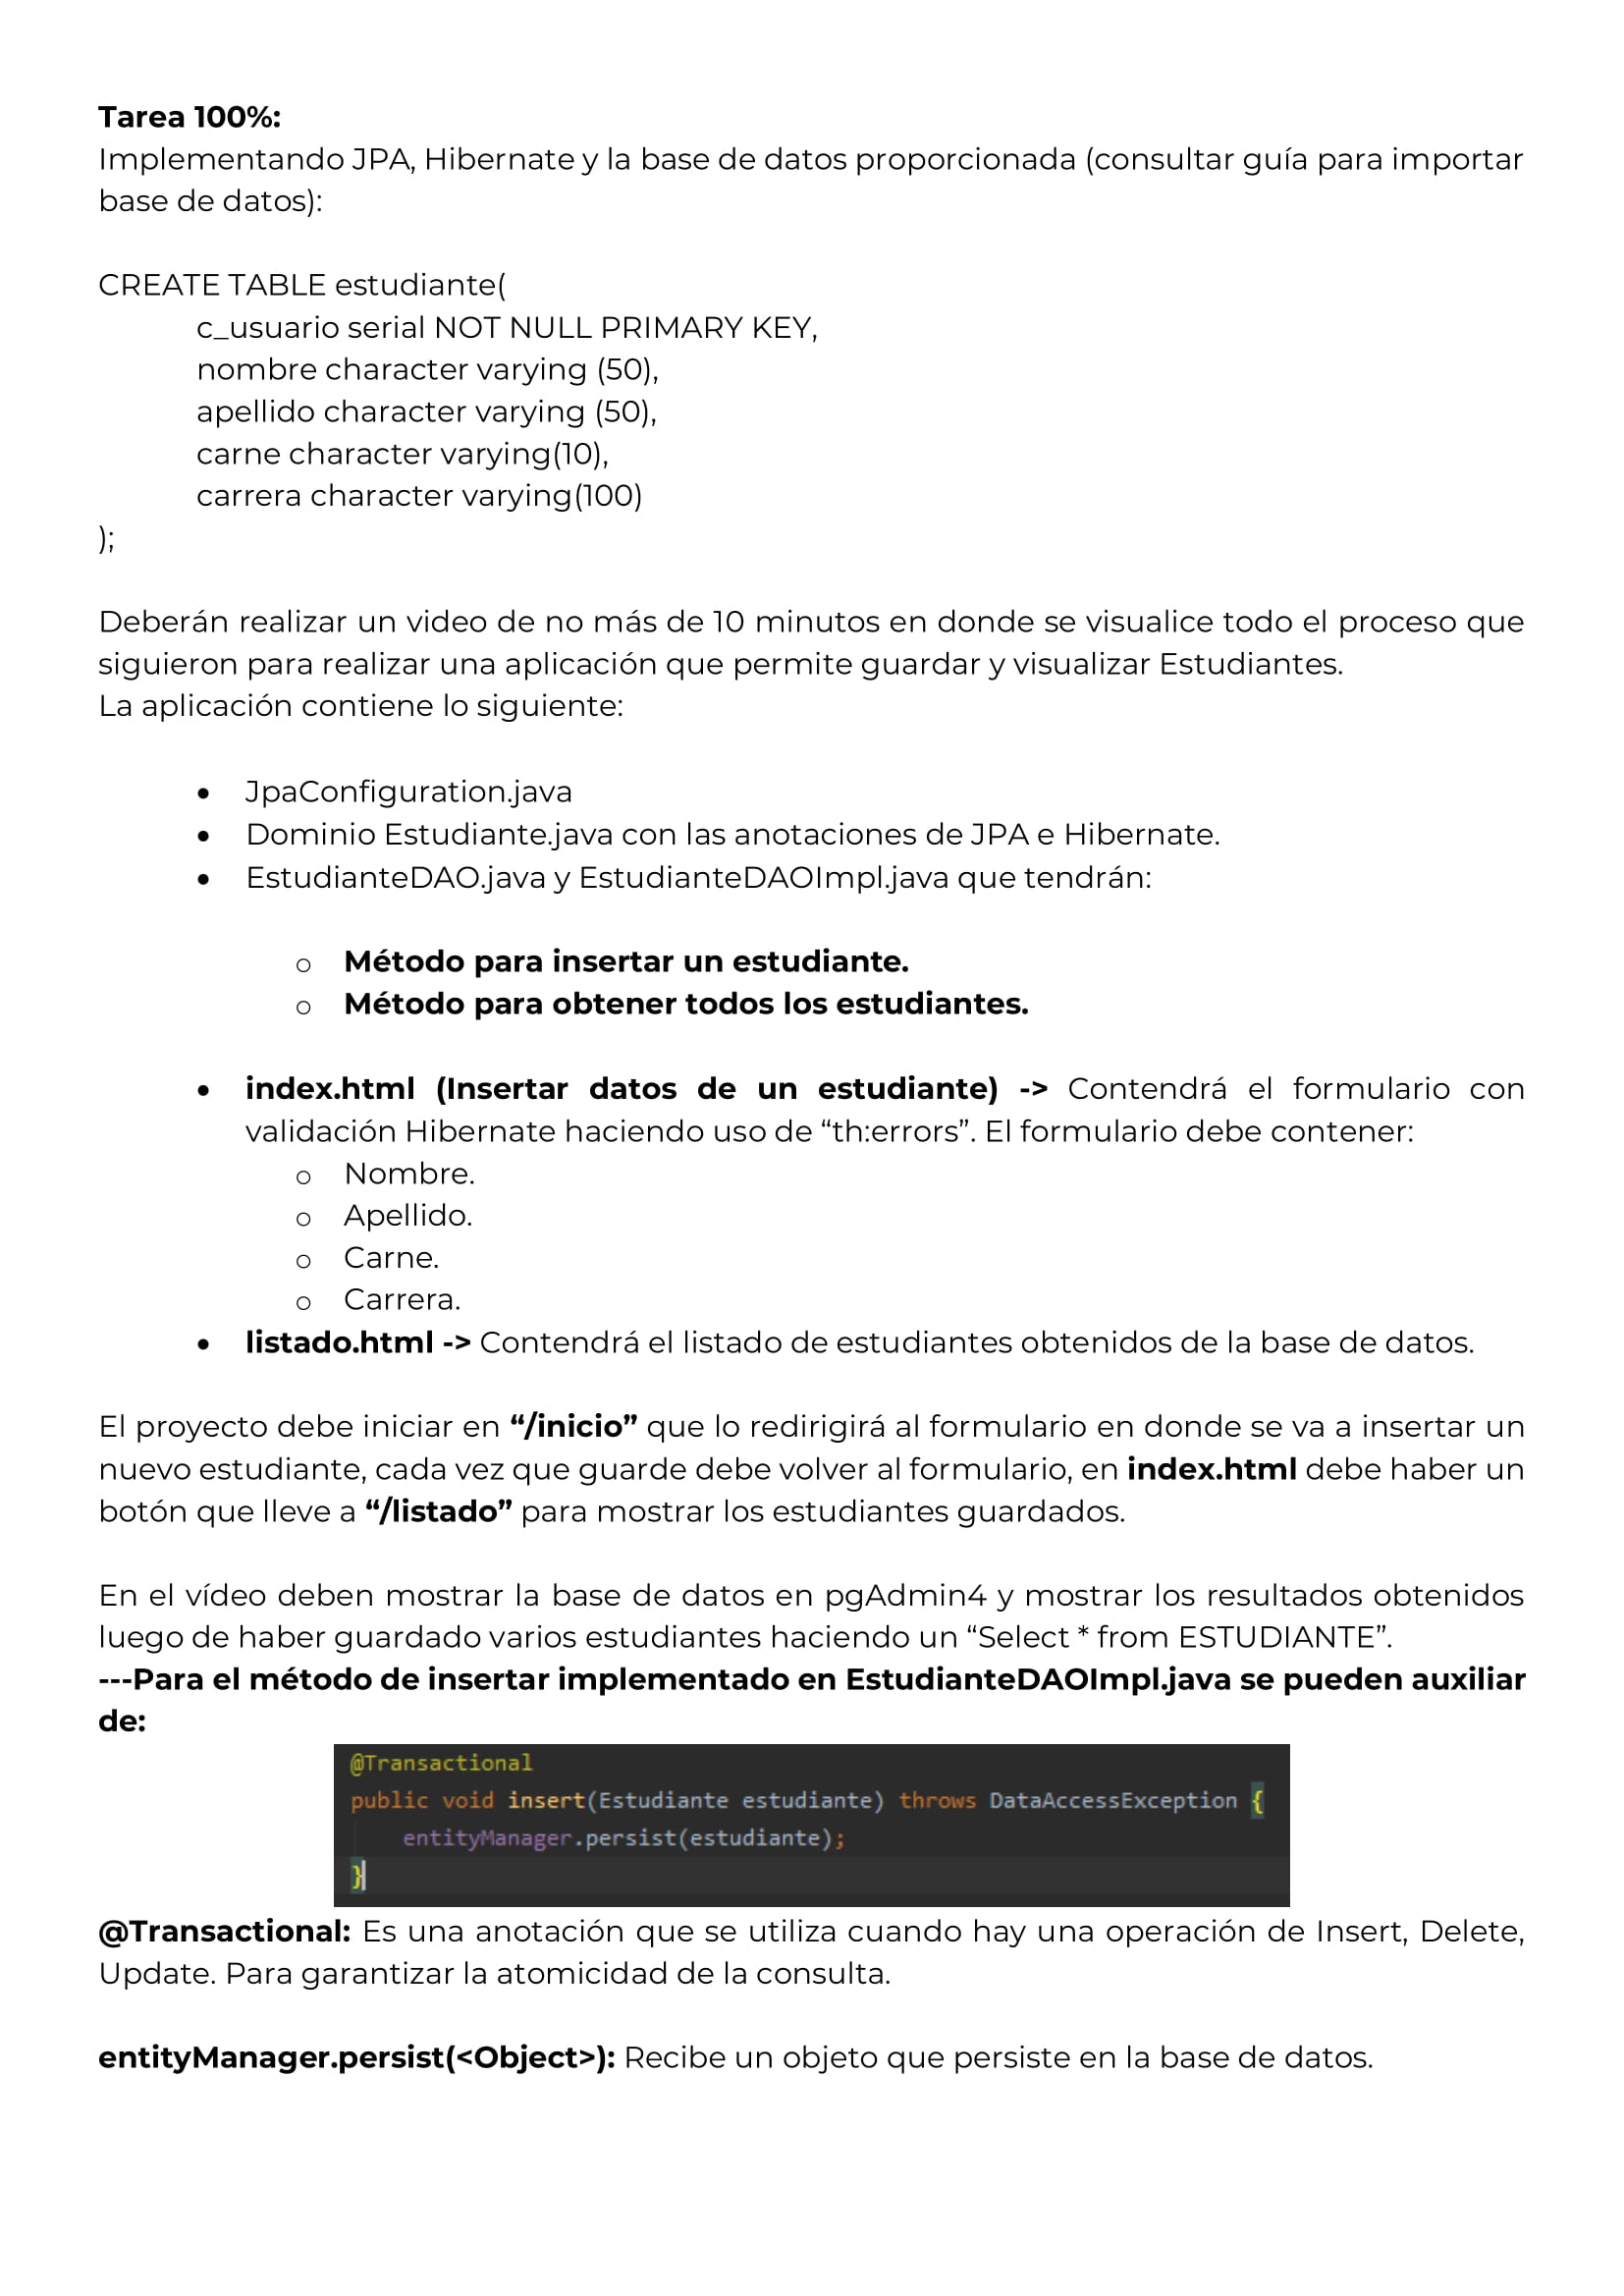 Tarea 100%:
Implementando JPA, Hibernate y la base de datos proporcionada (consultar guía para importar
base de datos):
CREATE TABLE estudiante(
c_usuario serial NOT NULL PRIMARY KEY,
nombre character varying (50),
apellido character varying (50),
carne character varying(10),
carrera character varying(100)
);
Deberán realizar un video de no más de 10 minutos en donde se visualice todo el proceso que
siguieron para realizar una aplicación que permite guardar y visualizar Estudiantes.
La aplicación contiene lo siguiente:
• JpaConfiguration.java
• Dominio Estudiante.java con las anotaciones de JPA e Hibernate.
• EstudianteDAO.java y EstudianteDAOImpl.java que tendrán:
o Método para insertar un estudiante.
o Método para obtener todos los estudiantes.
• index.html (Insertar datos de un estudiante) -> Contendrá el formulario con
validación Hibernate haciendo uso de “th:errors”. El formulario debe contener:
o Nombre.
o Apellido.
o Carne.
o Carrera.
• listado.html -> Contendrá el listado de estudiantes obtenidos de la base de datos.
El proyecto debe iniciar en “/inicio” que lo redirigirá al formulario en donde se va a insertar un
nuevo estudiante, cada vez que guarde debe volver al formulario, en index.html debe haber un
botón que lleve a “/listado” para mostrar los estudiantes guardados.
En el vídeo deben mostrar la base de datos en pgAdmin4 y mostrar los resultados obtenidos
luego de haber guardado varios estudiantes haciendo un “Select * from ESTUDIANTE”.
---Para el método de insertar implementado en EstudianteDAOImpl.java se pueden auxiliar
de:
@Transactional
public void insert(Estudiante estudiante) throws DataAccessException {
entityManager.persist(estudiante);
}
@Transactional: Es una anotación que se utiliza cuando hay una operación de Insert, Delete,
Update. Para garantizar la atomicidad de la consulta.
entityManager.persist(<Object>): Recibe un objeto que persiste en la base de datos.